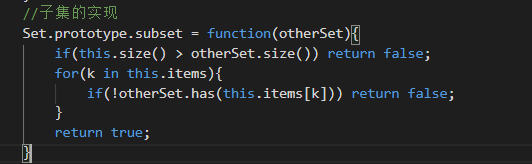 //子集的实现
Set.prototype.subset = function(otherSet){
if(this.size() > otherSet.size()) return false;
for(k in this.items){
if(!otherSet.has(this.items[k])) return false;
}
return true;
}